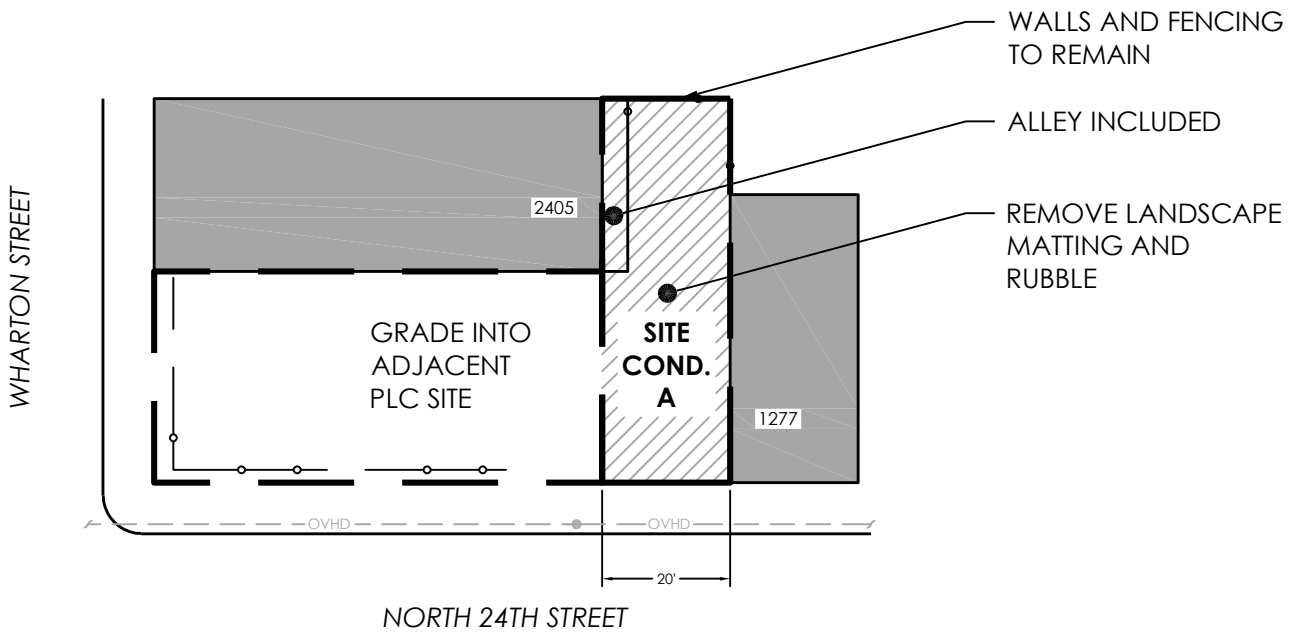 WALLS AND FENCING
TO REMAIN
ALLEY INCLUDED
2405
REMOVE LANDSCAPE
MATTING AND
RUBBLE
WHARTON STREET
GRADE INTO
ADJACENT
PLC SITE
SITE
COND.
A
1277
OVHD
OVHD
20'
NORTH 24TH STREET